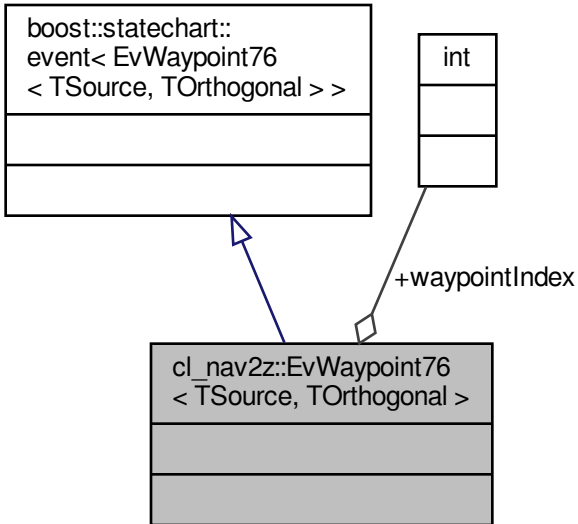 boost::statechart::
event< EvWaypoint76
< TSource, TOrthogonal > >
int
+waypointIndex
cl_nav2z::EvWaypoint76
< TSource, TOrthogonal >